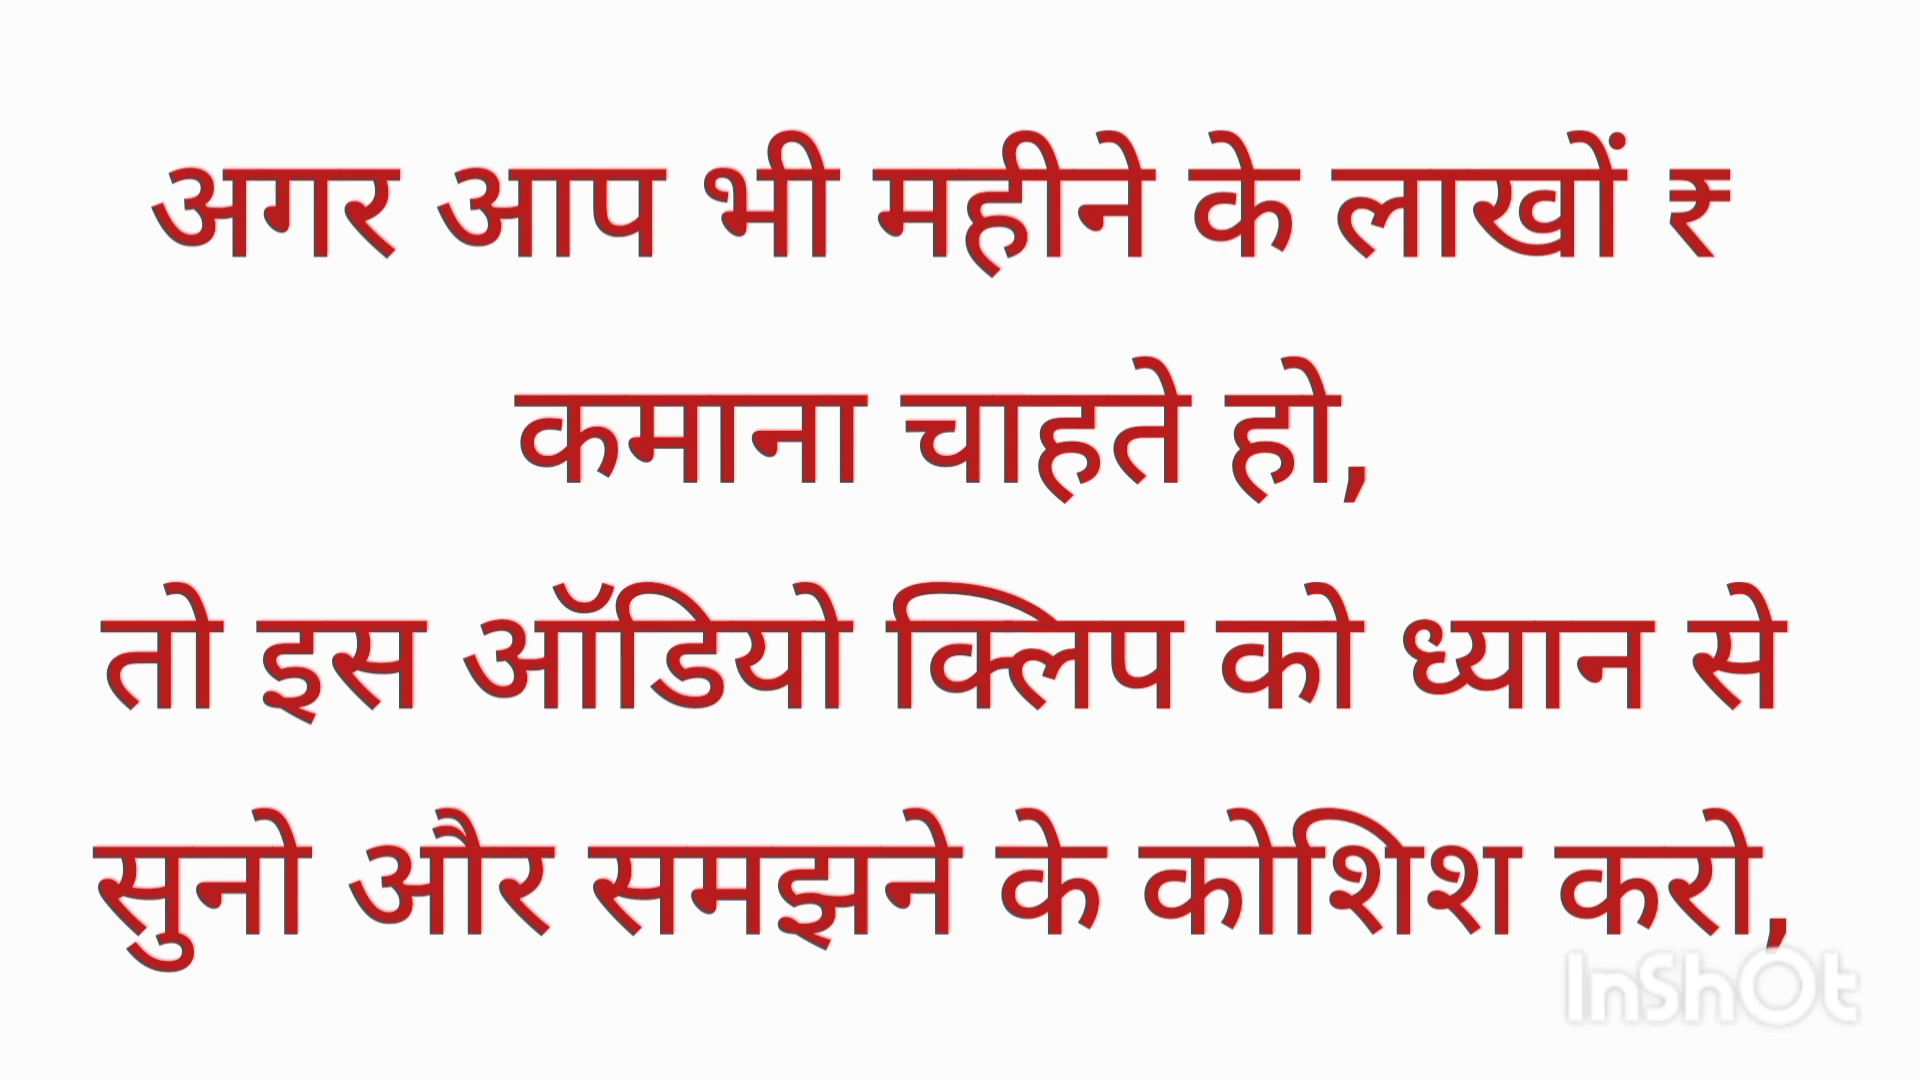 अगर आप भी महीने के लाखों ₹
कमाना चाहते हो,
तो इस ऑडियो क्लिप को ध्यान से
सुनो और समझने के कोशिश करो,
InShOt